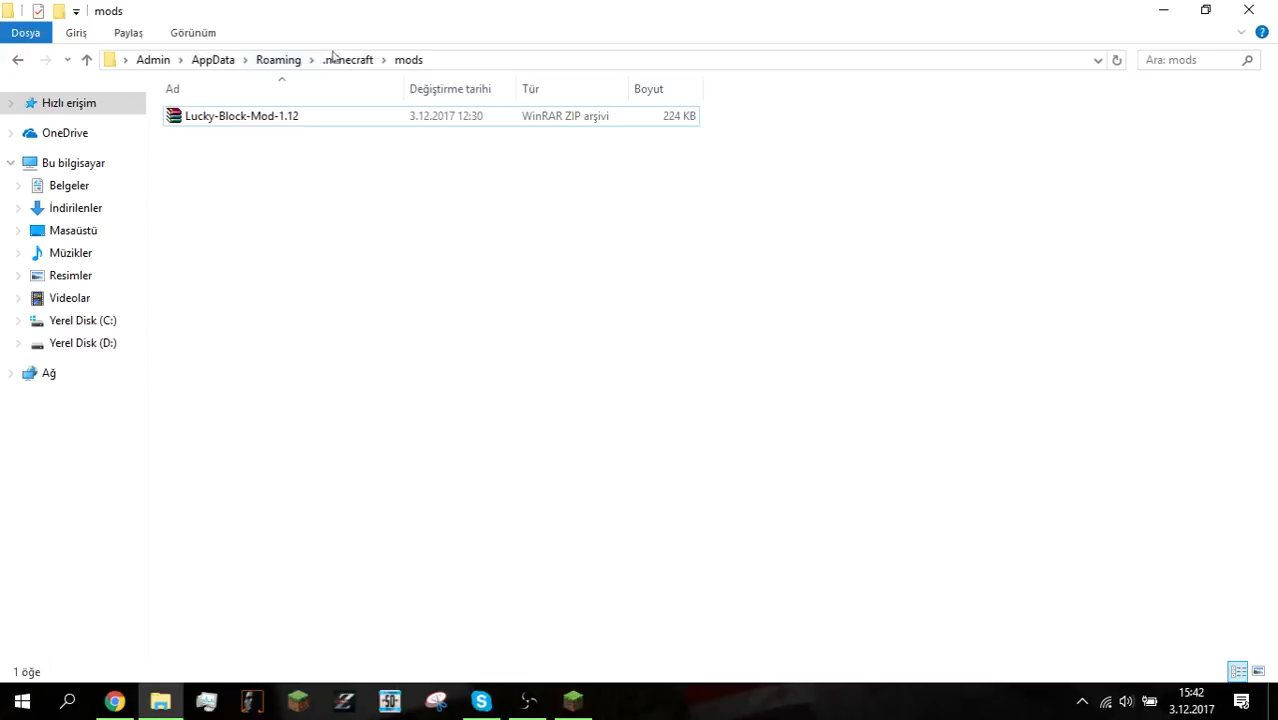 mods
Dosya Giriş Paylaş Görünüm
Admin AppData Roaming .minecraft mods Ara: mods
Ad Değiştirme tarihi Tür Boyut
Lucky-Block-Mod-1.12 3.12.2017 12:30 WinRAR ZIP arşivi 224 KB
Hızlı erişim
OneDrive
Bu bilgisayar
Belgeler
İndirilenler
Masaüstü
Müzikler
Resimler
Videolar
Yerel Disk (C:)
Yerel Disk (D:)
Ağ
1 öğe
-50-
15:42
3.12.2017